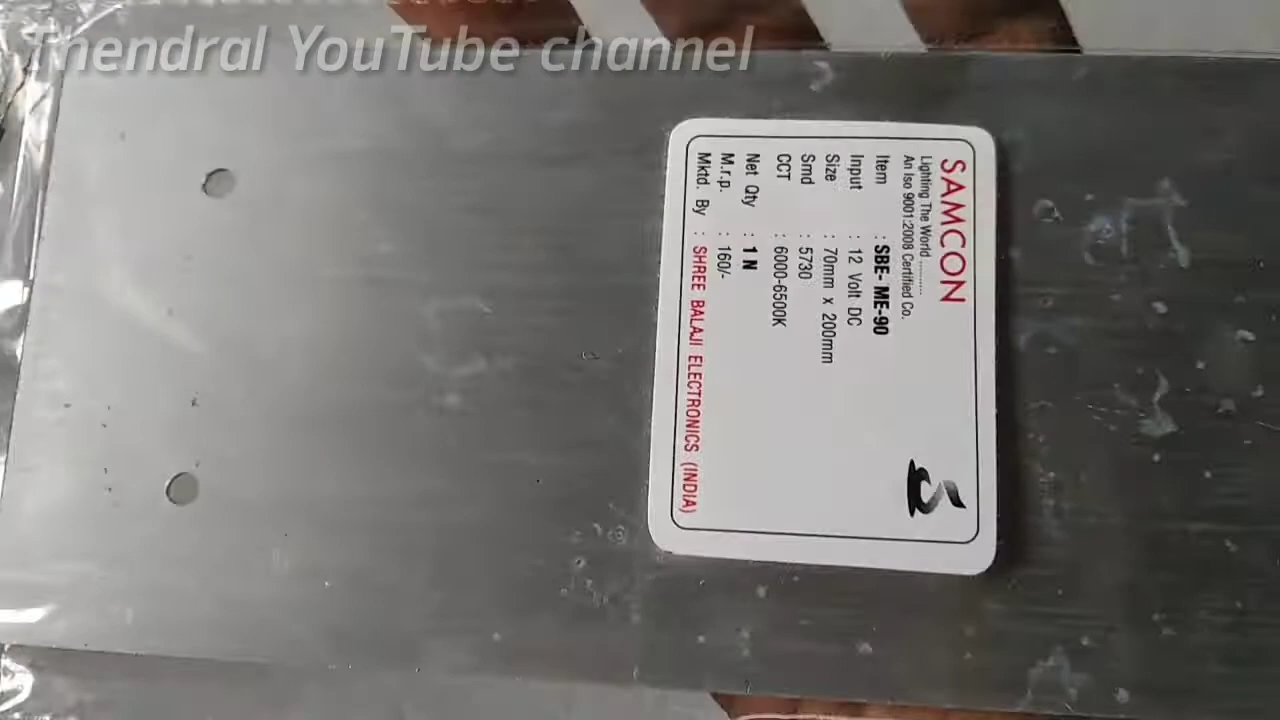 Thendral YouTube channel
SAMCON
Lighting The World ..........
An Iso 9001:2008 Certified Co.
Item : SBE- ME-90
Input : 12 Volt DC
Size : 70mm x 200mm
Smd : 5730
CCT : 6000-6500K
Net Qty : 1 N
M.r.p. : 160/-
Mktd. By : SHREE BALAJI ELECTRONICS (INDIA)